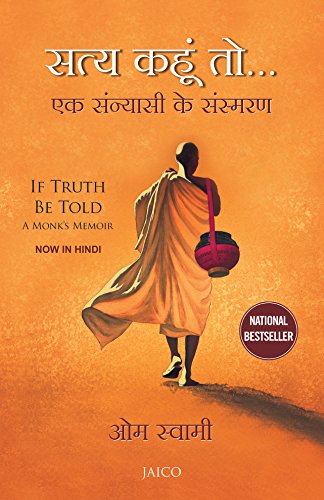 सत्य कहूं तो...
एक संन्यासी के संस्मरण
IF TRUTH
BE TOLD
A MONK'S MEMOIR
NOW IN HINDI
NATIONAL
BESTSELLER
ओम स्वामी
JAICO